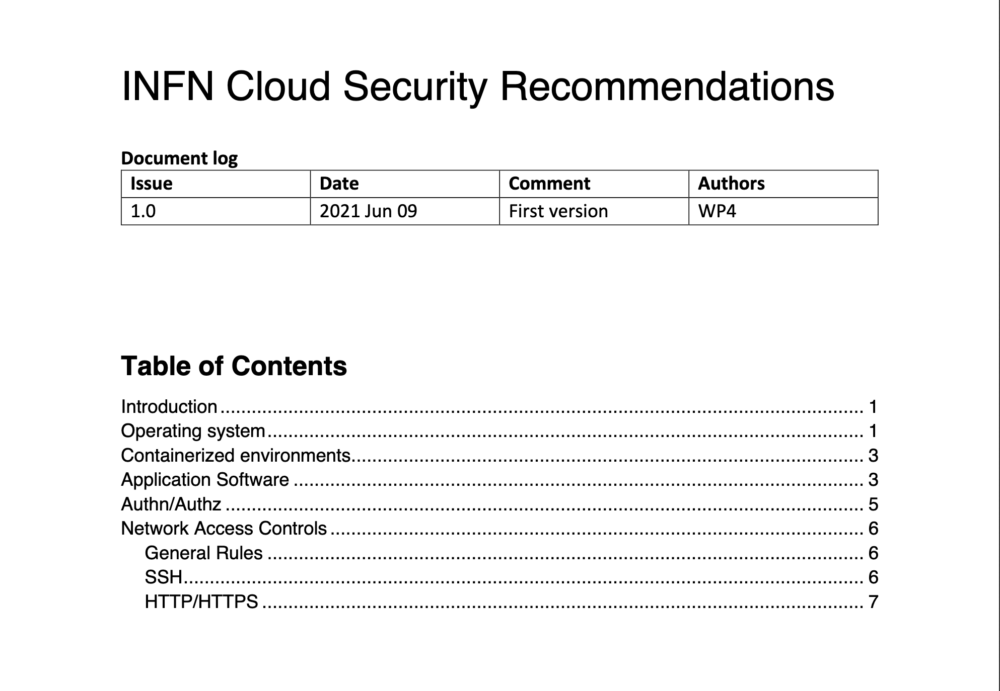 INFN Cloud Security Recommendations
Document log
Issue Date Comment Authors
1.0 2021 Jun 09 First version WP4
Table of Contents
Introduction ........................................................................................................................... 1
Operating system .................................................................................................................. 1
Containerized environments.................................................................................................. 3
Application Software ............................................................................................................. 3
Authn/Authz .......................................................................................................................... 5
Network Access Controls ...................................................................................................... 6
General Rules .................................................................................................................. 6
SSH.................................................................................................................................. 6
HTTP/HTTPS ................................................................................................................... 7